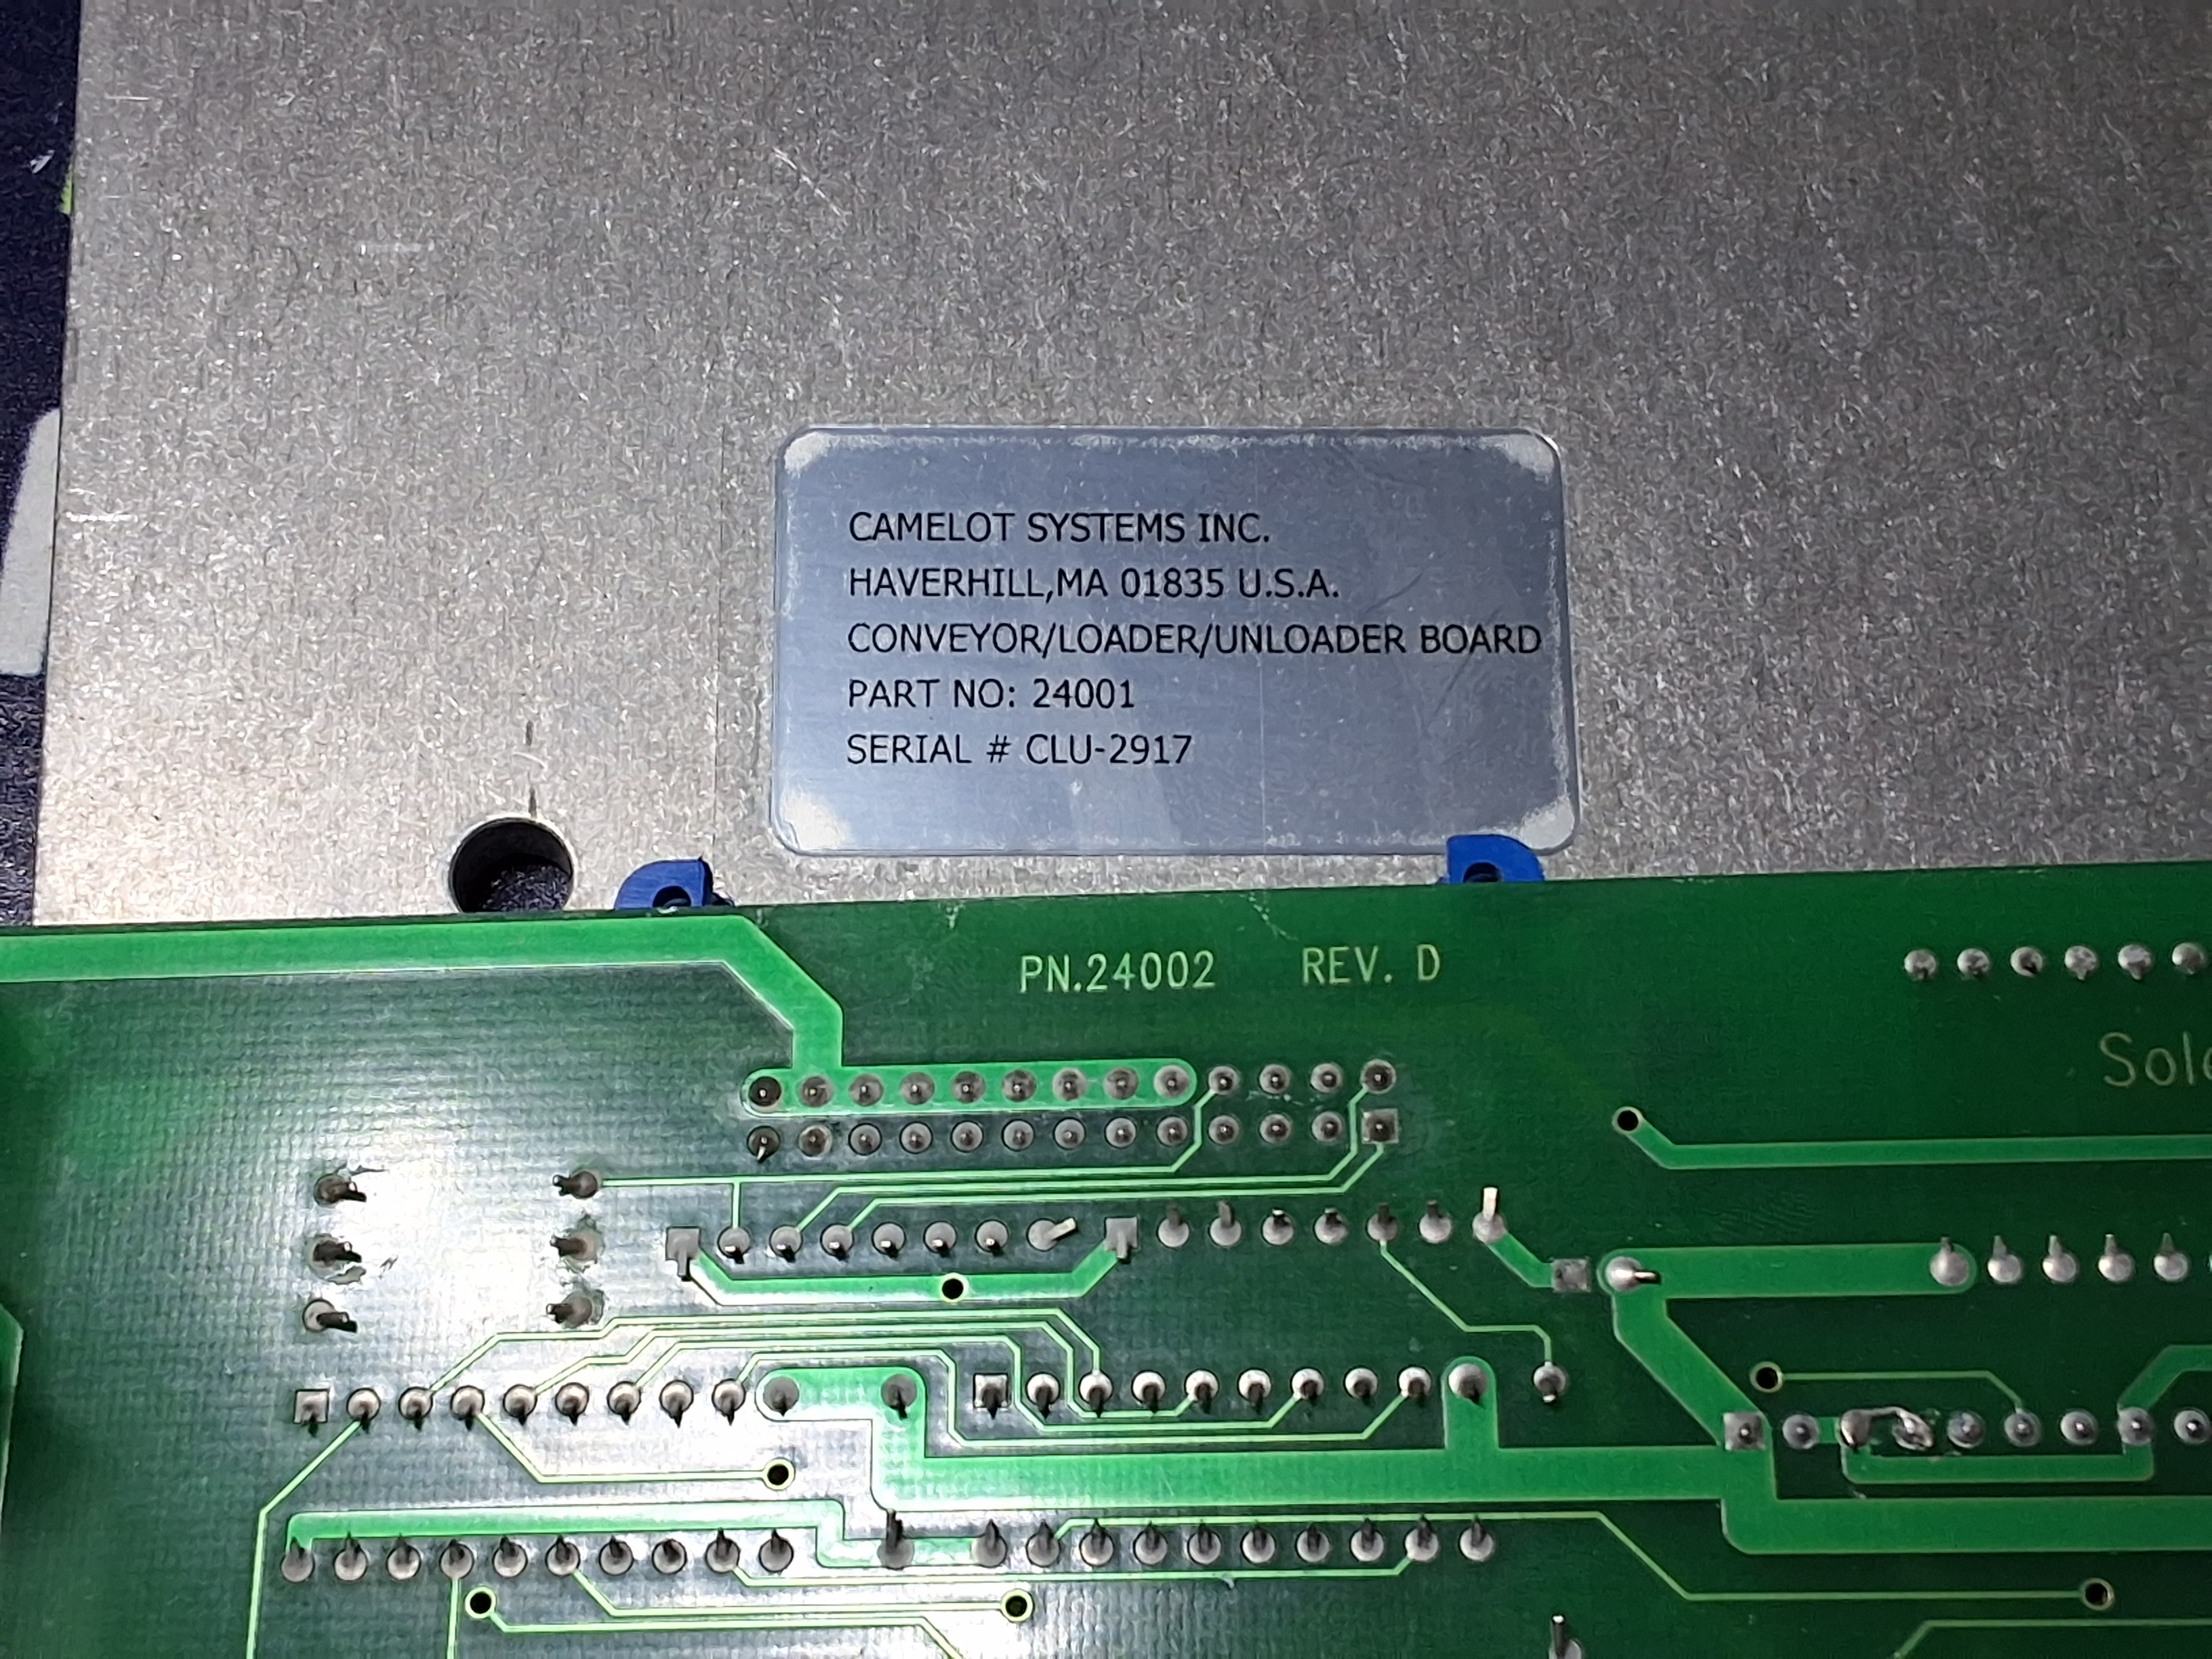 CAMELOT SYSTEMS INC.
HAVERHILL,MA 01835 U.S.A.
CONVEYOR/LOADER/UNLOADER BOARD
PART NO: 24001
SERIAL # CLU-2917
PN.24002 REV. D